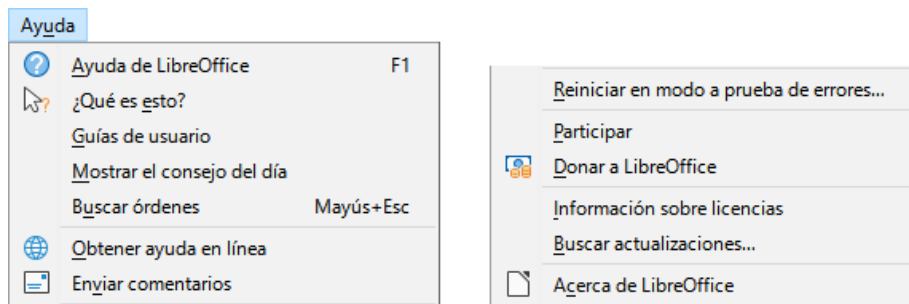 Ayuda
Ayuda de LibreOffice F1
¿Qué es esto?
Guías de usuario
Mostrar el consejo del día
Buscar órdenes Mayús+Esc
Obtener ayuda en línea
Enviar comentarios
Reiniciar en modo a prueba de errores...
Participar
Donar a LibreOffice
Información sobre licencias
Buscar actualizaciones...
Acerca de LibreOffice